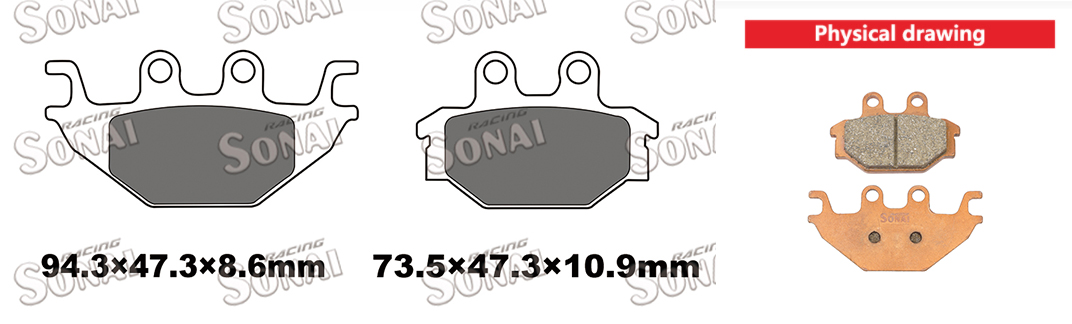 SONAI SONAI SONAI
Physical drawing
RACING RACING RACING
SONAI SONAI SONAI
SONAI
RACING RACING RACING
94.3×47.3×8.6mm 73.5×47.3×10.9mm
SONAI SONAI SONAI SONAI